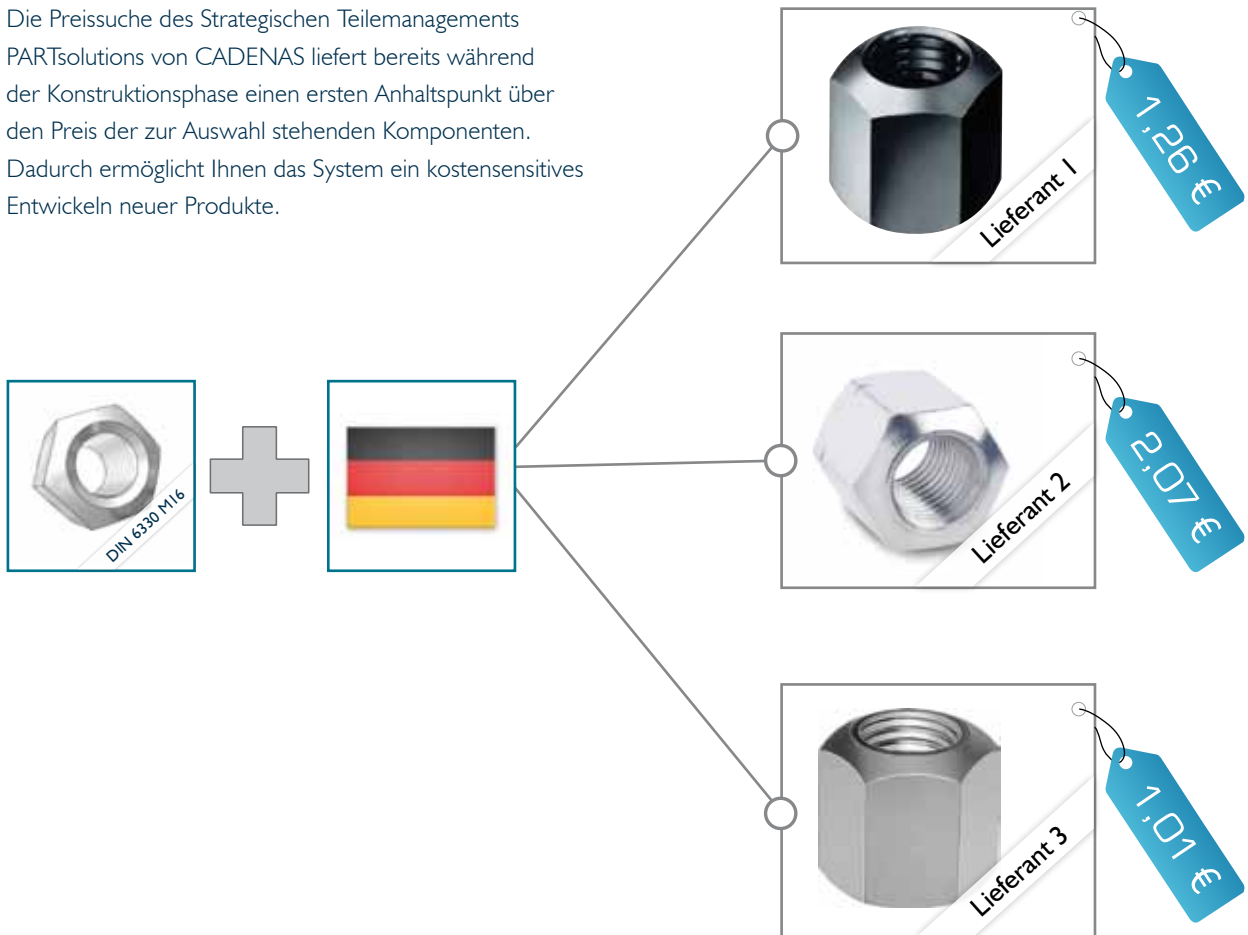 Die Preissuche des Strategischen Teilemanagements
PARTsolutions von CADENAS liefert bereits während
der Konstruktionsphase einen ersten Anhaltspunkt über
den Preis der zur Auswahl stehenden Komponenten.
Dadurch ermöglicht Ihnen das System ein kostensensitives
Entwickeln neuer Produkte.
Lieferant 1
1,26 €
DIN 6330 M16
Lieferant 2
2,07 €
Lieferant 3
1,01 €